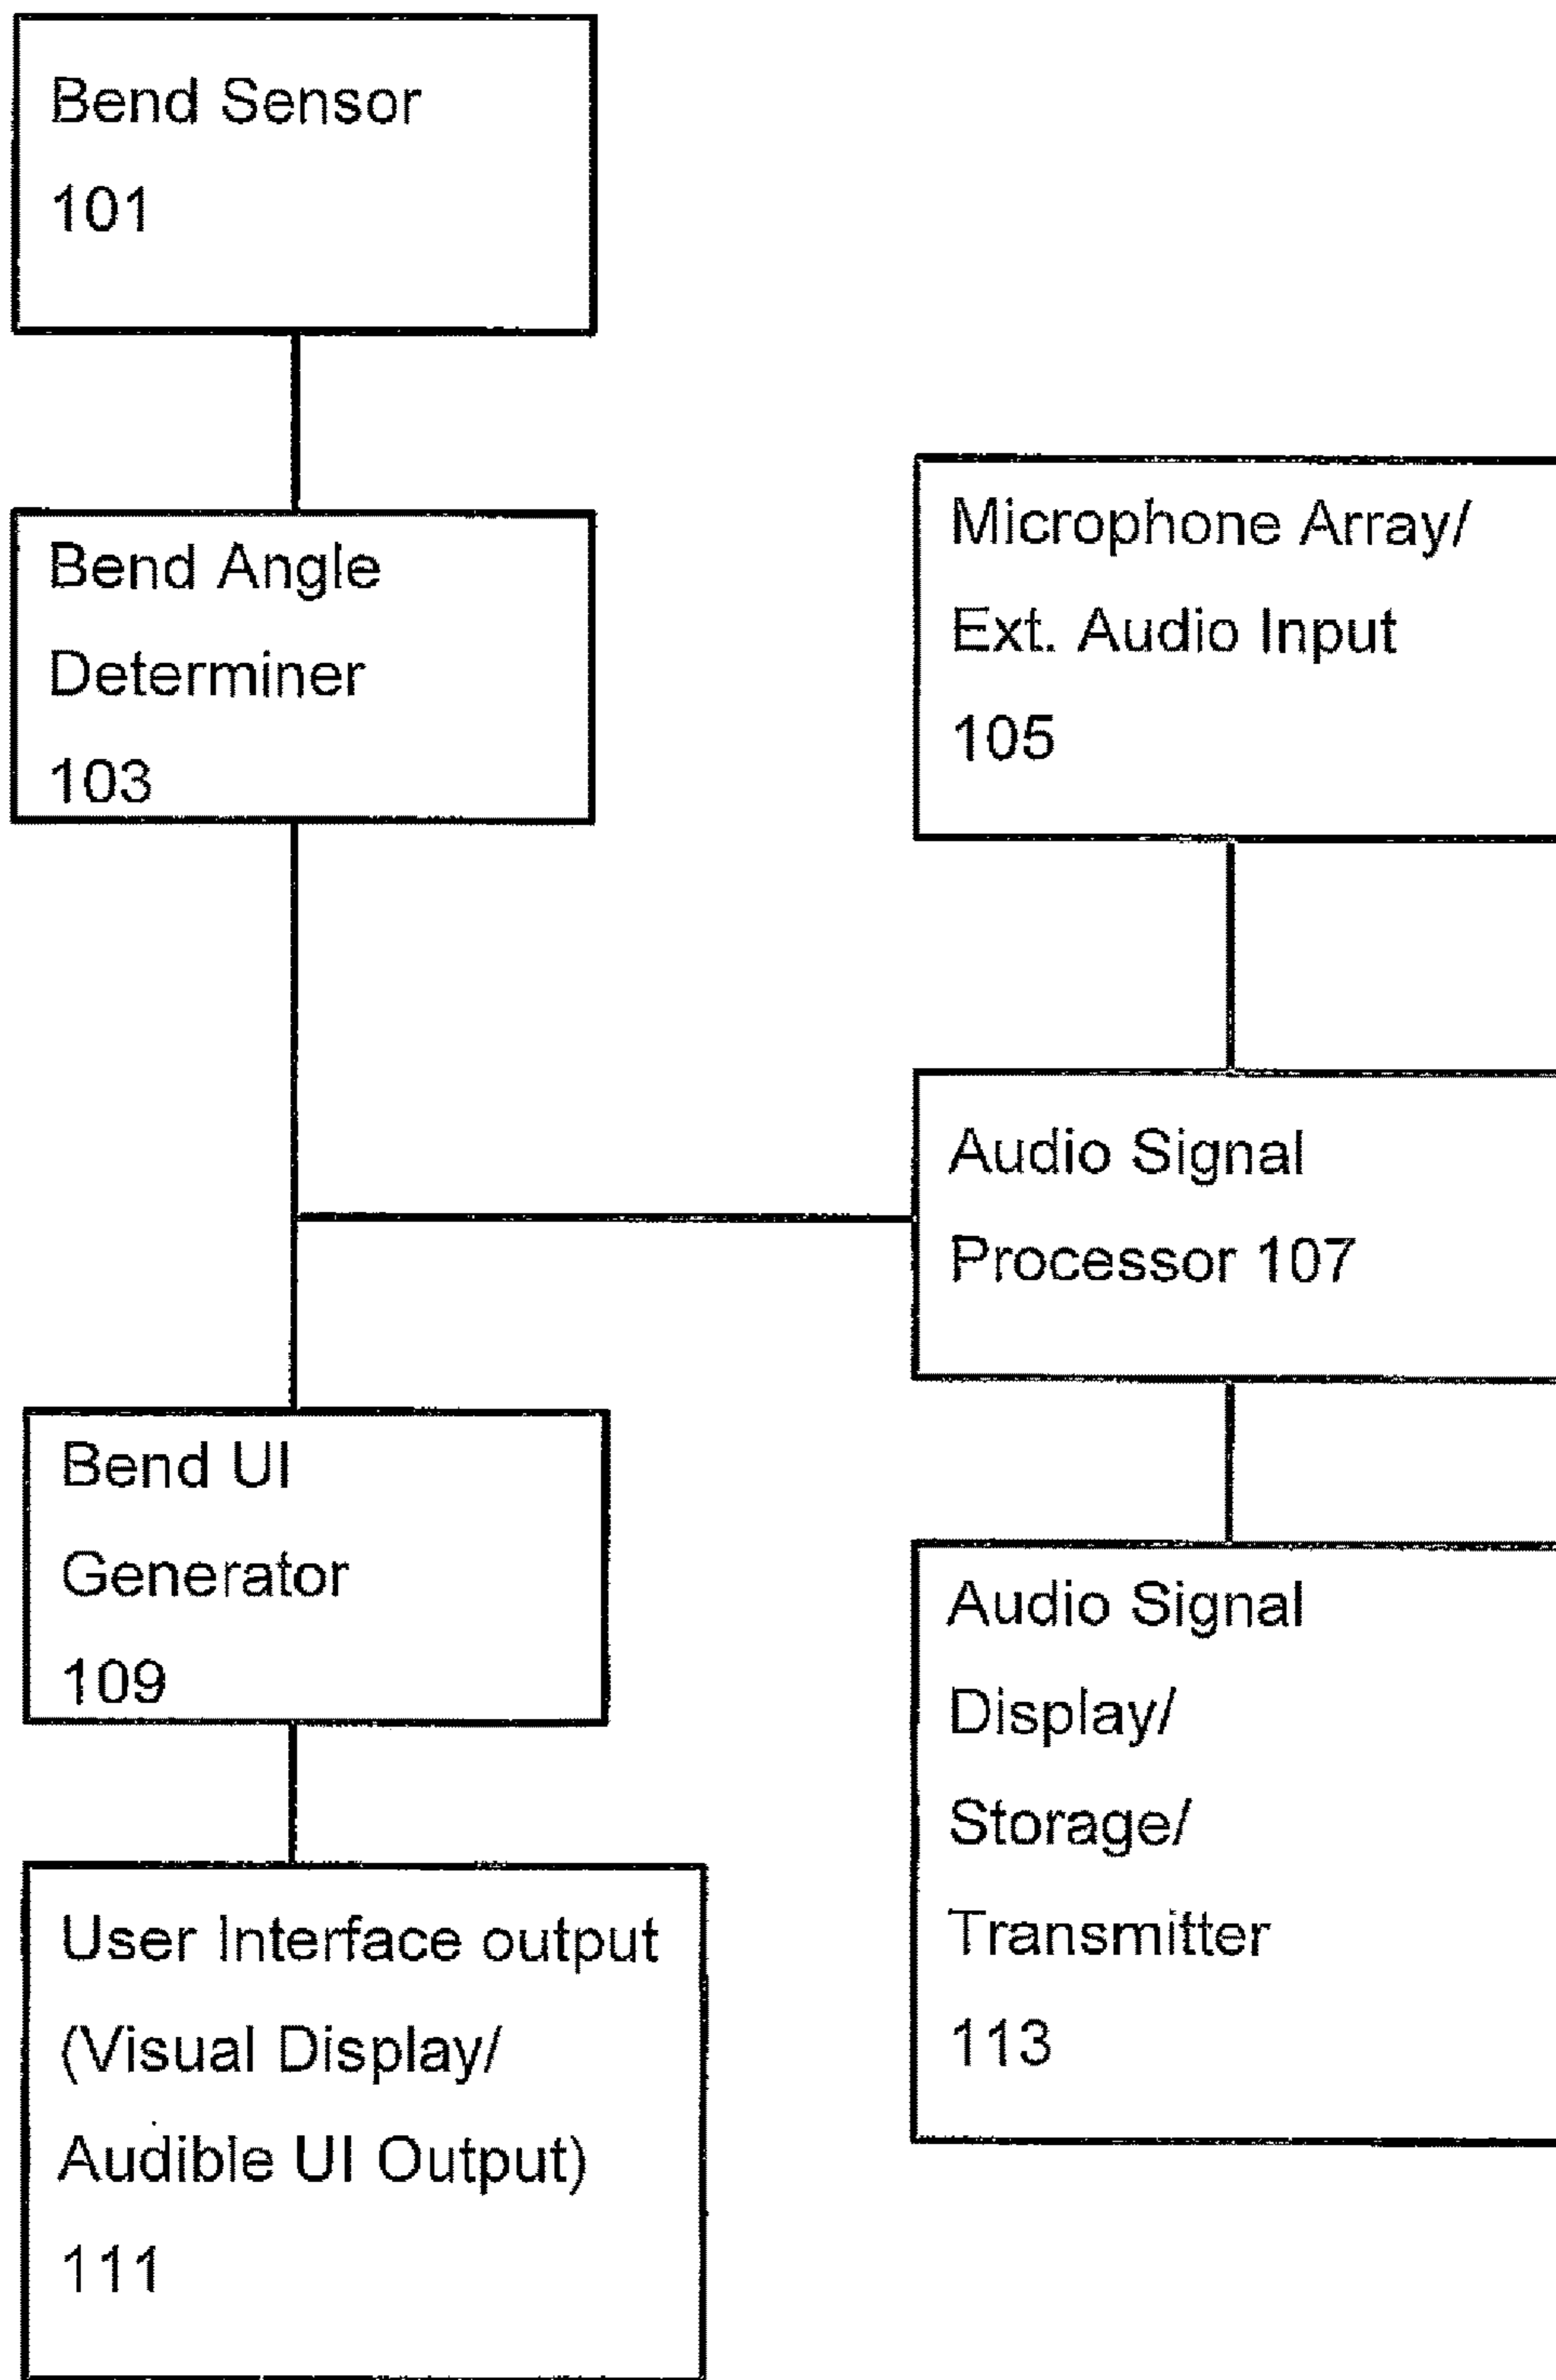 Bend Sensor
101
Bend Angle
Determiner
103
Microphone Array/
Ext. Audio Input
105
Audio Signal
Processor 107
Bend UI
Generator
109
Audio Signal
Display/
Storage/
Transmitter
113
User Interface output
(Visual Display/
Audible UI Output)
111